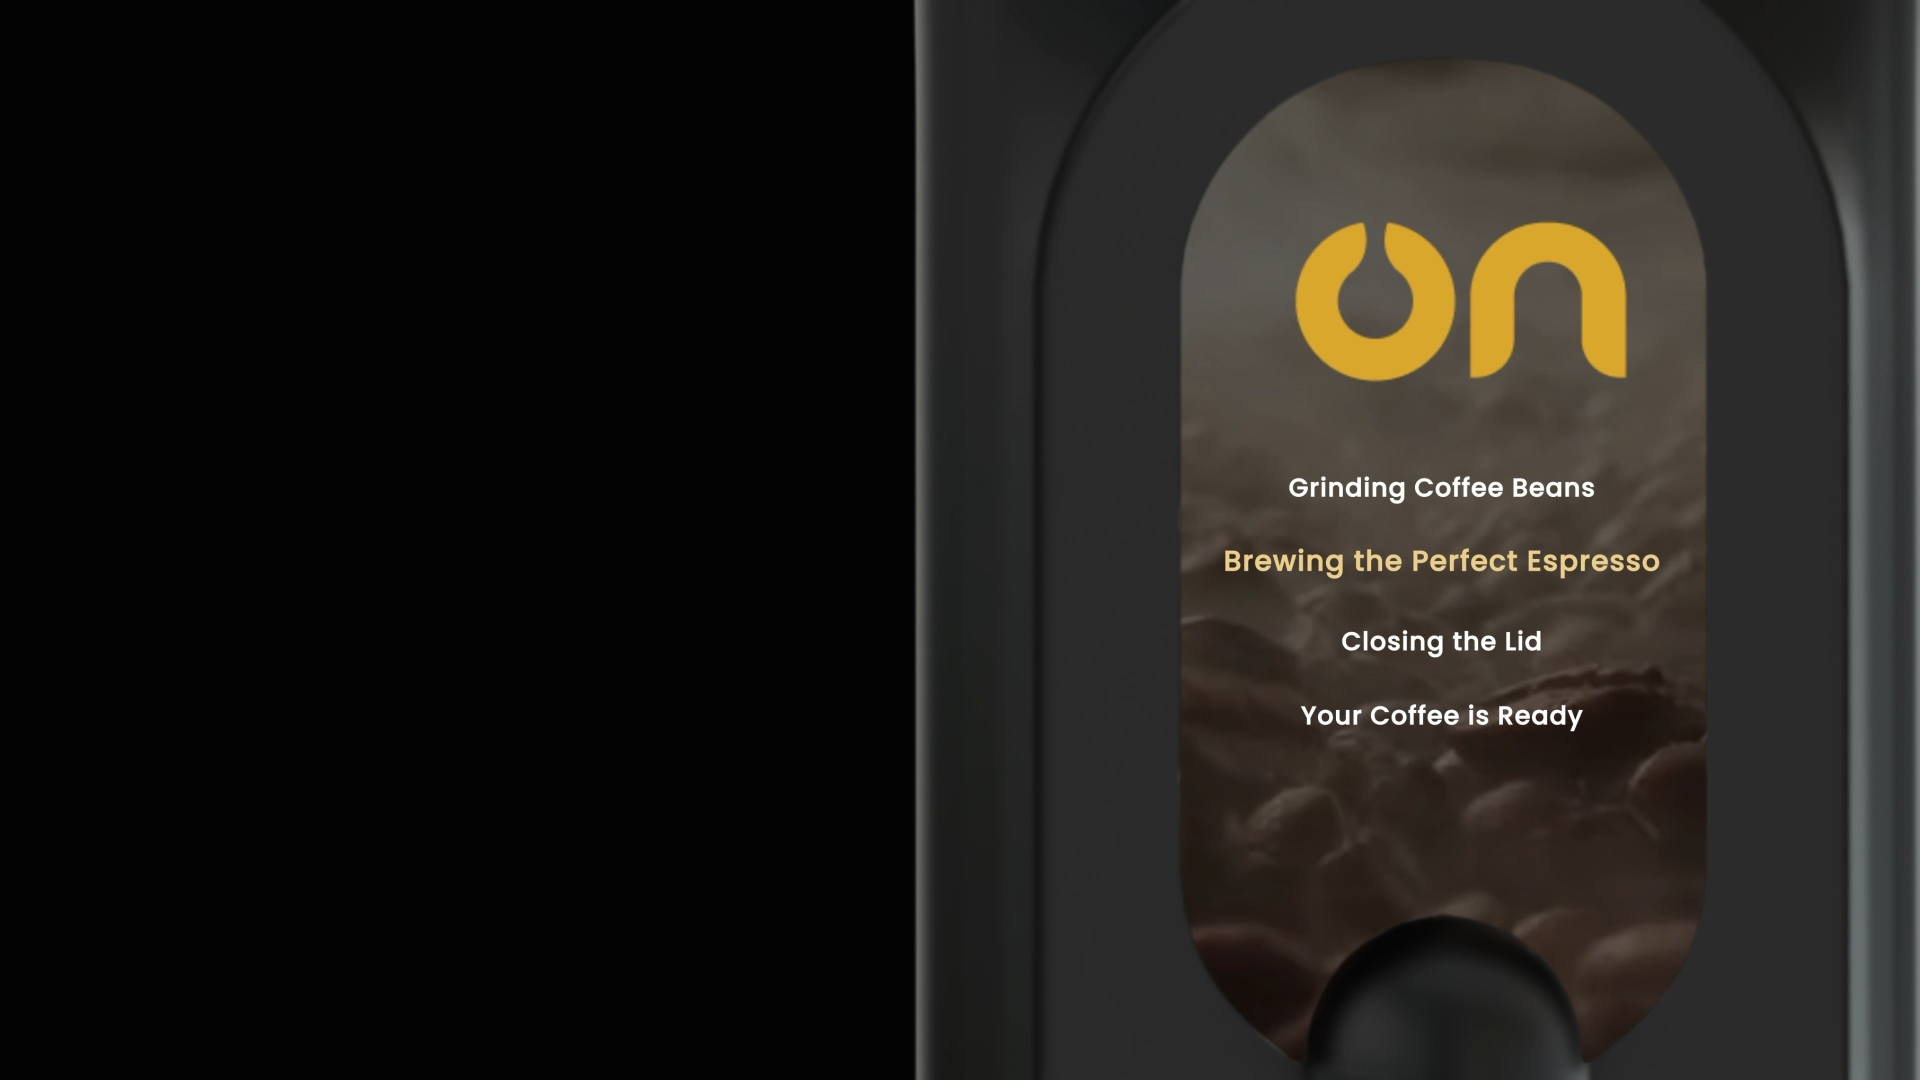 on
Grinding Coffee Beans
Brewing the Perfect Espresso
Closing the Lid
Your Coffee is Ready